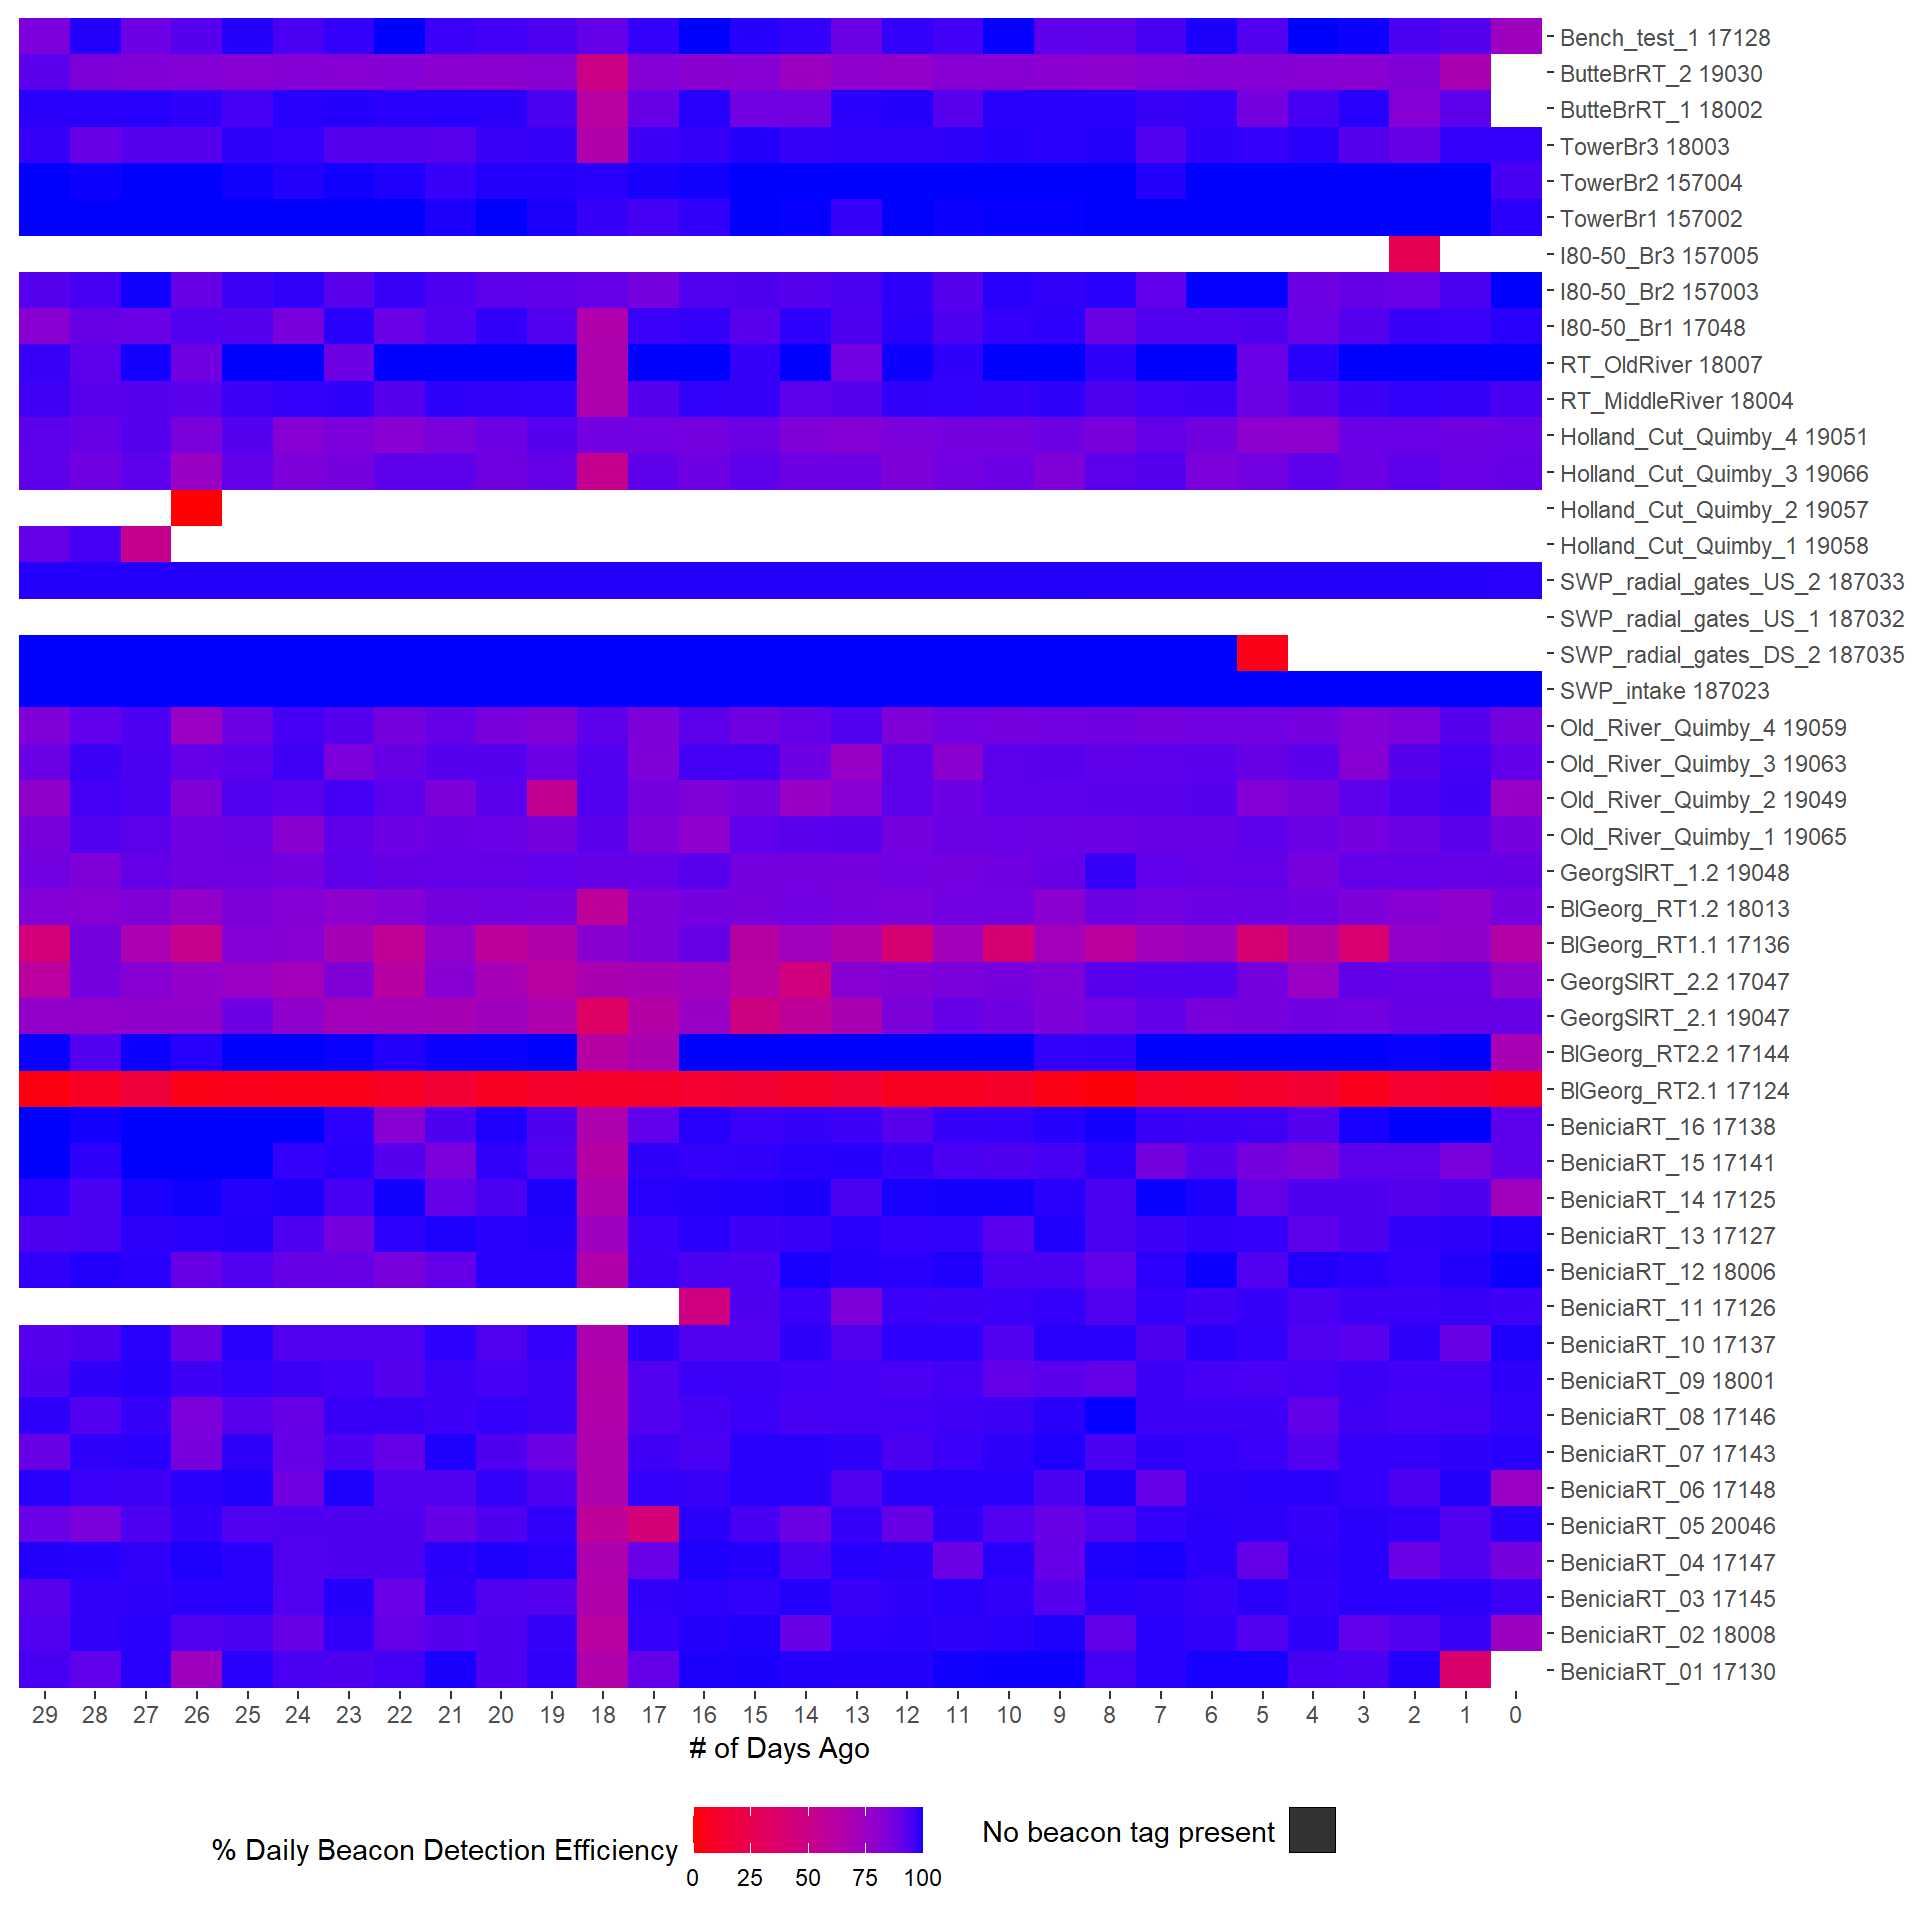 Bench_test_1 17128
ButteBrRT_2 19030
ButteBrRT_1 18002
TowerBr3 18003
TowerBr2 157004
TowerBr1 157002
I80-50_Br3 157005
I80-50_Br2 157003
I80-50_Br1 17048
RT_OldRiver 18007
RT_MiddleRiver 18004
Holland_Cut_Quimby_4 19051
Holland_Cut_Quimby_3 19066
Holland_Cut_Quimby_2 19057
Holland_Cut_Quimby_1 19058
SWP_radial_gates_US_2 187033
SWP_radial_gates_US_1 187032
SWP_radial_gates_DS_2 187035
SWP_intake 187023
Old_River_Quimby_4 19059
Old_River_Quimby_3 19063
Old_River_Quimby_2 19049
Old_River_Quimby_1 19065
GeorgSlRT_1.2 19048
BlGeorg_RT1.2 18013
BlGeorg_RT1.1 17136
GeorgSlRT_2.2 17047
GeorgSlRT_2.1 19047
BlGeorg_RT2.2 17144
BlGeorg_RT2.1 17124
BeniciaRT_16 17138
BeniciaRT_15 17141
BeniciaRT_14 17125
BeniciaRT_13 17127
BeniciaRT_12 18006
BeniciaRT_11 17126
BeniciaRT_10 17137
BeniciaRT_09 18001
BeniciaRT_08 17146
BeniciaRT_07 17143
BeniciaRT_06 17148
BeniciaRT_05 20046
BeniciaRT_04 17147
BeniciaRT_03 17145
BeniciaRT_02 18008
BeniciaRT_01 17130
29 28 27 26 25 24 23 22 21 20 19 18 17 16 15 14 13 12 11 10 9 8 7 6 5 4 3 2 1 0
# of Days Ago
% Daily Beacon Detection Efficiency
0 25 50 75 100
No beacon tag present